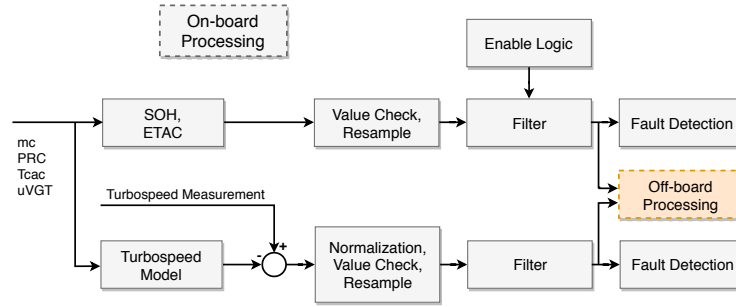 On-board
Processing
Enable Logic
SOH,
ETAC
Value Check,
Resample
Filter
Fault Detection
mc
PRC
Tcac
uVGT
Off-board
Processing
Turbospeed Measurement
+
-
Turbospeed
Model
Normalization,
Value Check,
Resample
Filter
Fault Detection